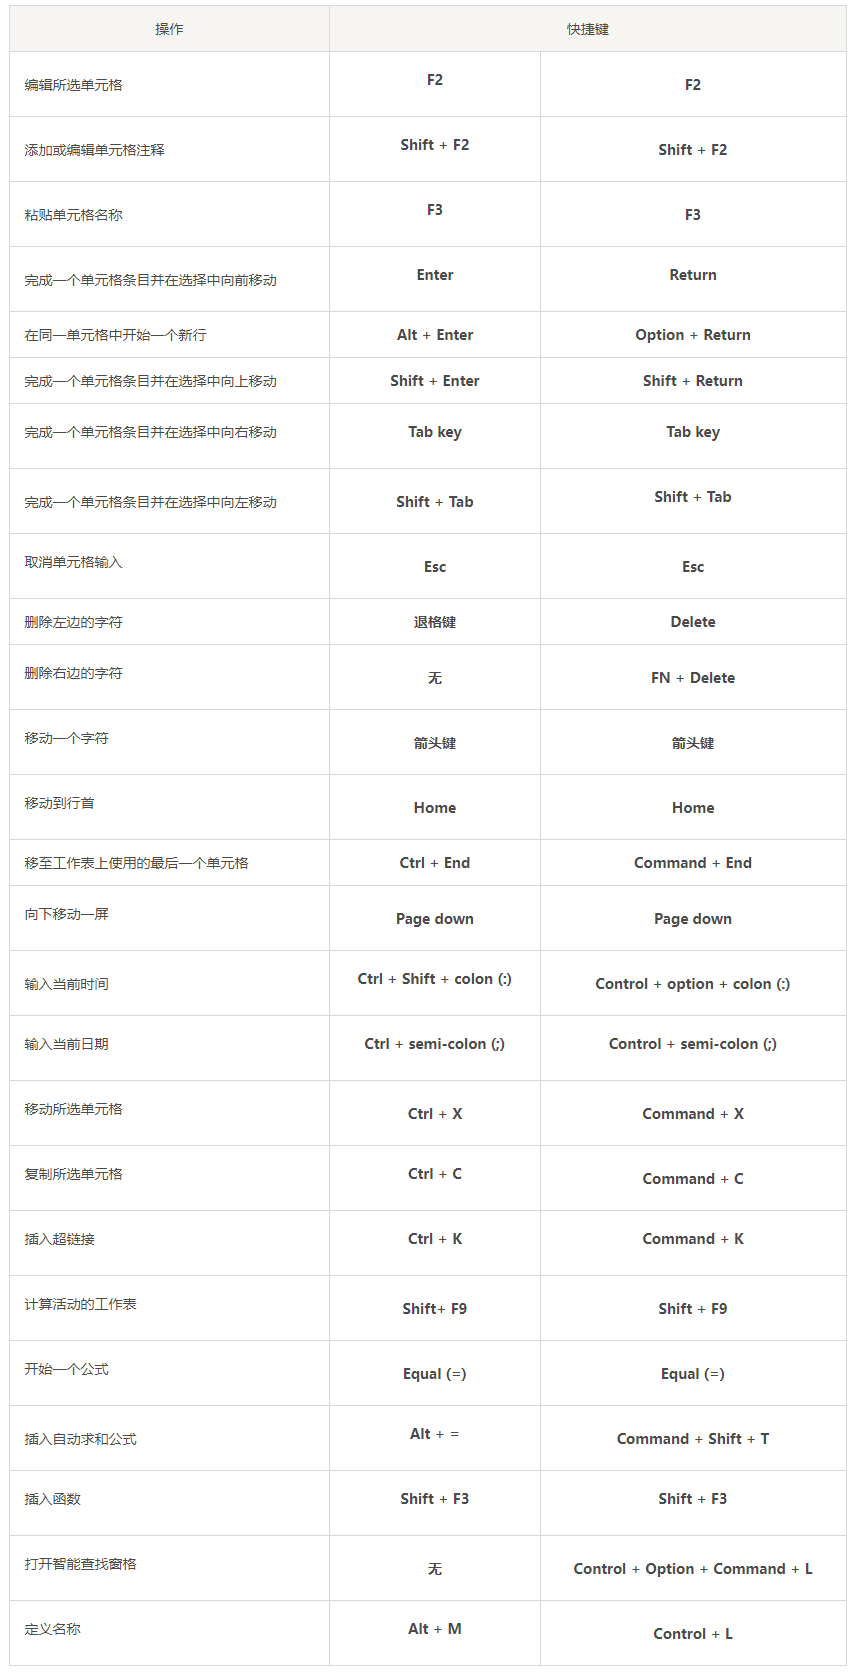 操作 快捷键
编辑所选单元格 F2 F2
添加或编辑单元格注释 Shift + F2 Shift + F2
粘贴单元格名称 F3 F3
完成一个单元格条目并在选择中向前移动 Enter Return
在同一单元格中开始一个新行 Alt + Enter Option + Return
完成一个单元格条目并在选择中向上移动 Shift + Enter Shift + Return
完成一个单元格条目并在选择中向右移动 Tab key Tab key
完成一个单元格条目并在选择中向左移动 Shift + Tab Shift + Tab
取消单元格输入 Esc Esc
删除左边的字符 退格键 Delete
删除右边的字符 无 FN + Delete
移动一个字符 箭头键 箭头键
移动到行首 Home Home
移至工作表上使用的最后一个单元格 Ctrl + End Command + End
向下移动一屏 Page down Page down
输入当前时间 Ctrl + Shift + colon (:) Control + option + colon (:)
输入当前日期 Ctrl + semi-colon (;) Control + semi-colon (;)
移动所选单元格 Ctrl + X Command + X
复制所选单元格 Ctrl + C Command + C
插入超链接 Ctrl + K Command + K
计算活动的工作表 Shift+ F9 Shift + F9
开始一个公式 Equal (=) Equal (=)
插入自动求和公式 Alt + = Command + Shift + T
插入函数 Shift + F3 Shift + F3
打开智能查找窗格 无 Control + Option + Command + L
定义名称 Alt + M Control + L